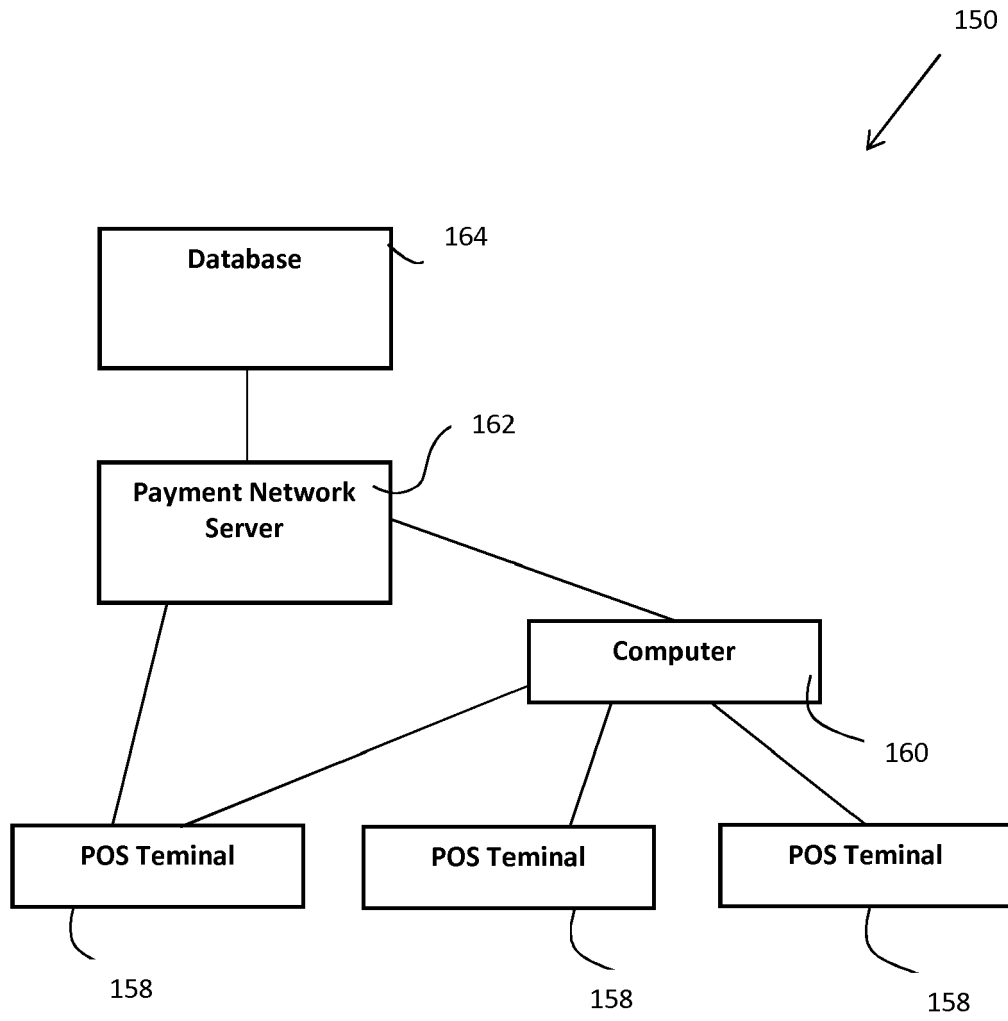 150
Database
164
162
Payment Network
Server
Computer
160
POS Teminal
POS Teminal
POS Teminal
158
158
158